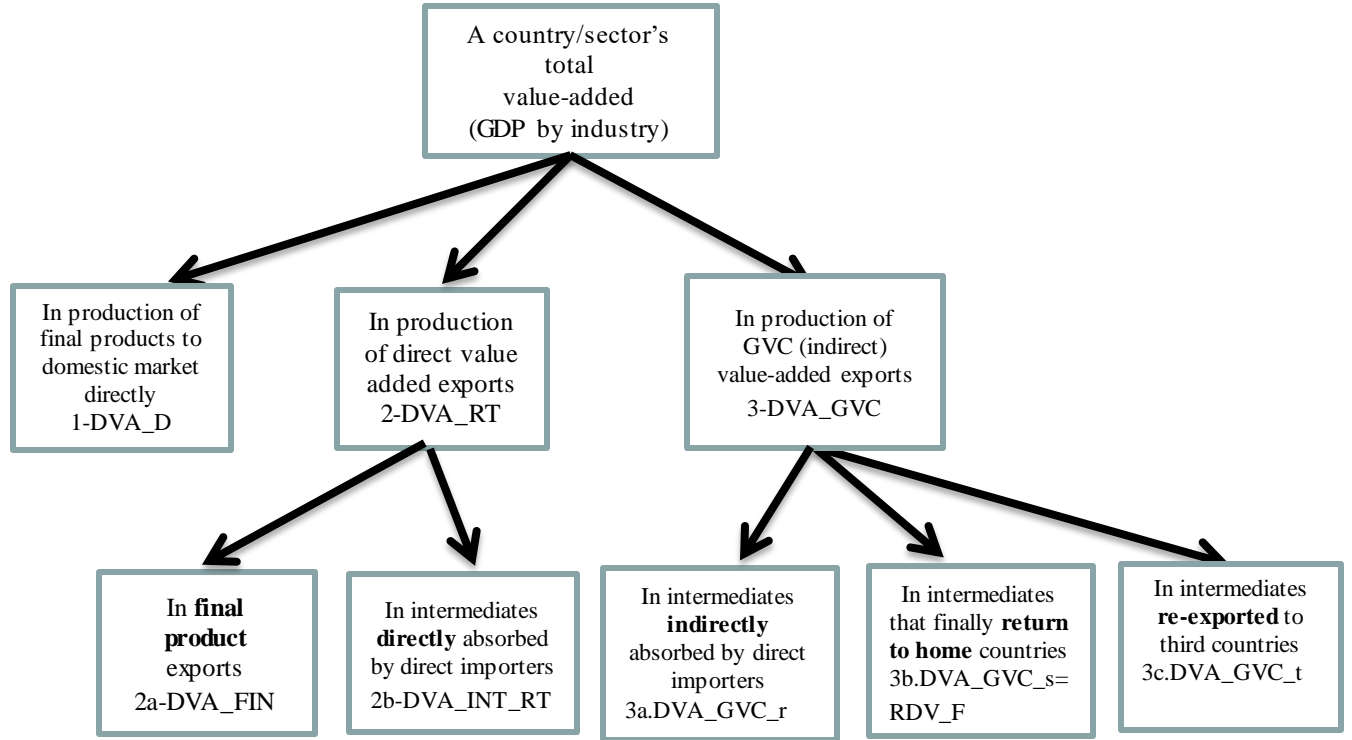 A country/sector's
total
value-added
(GDP by industry)
In production of
final products to
domestic market
directly
1-DVA_D
In production
of direct value
added exports
2-DVA_RT
In production of
GVC (indirect)
value-added exports
3-DVA_GVC
In final
product
exports
2a-DVA_FIN
In intermediates
directly absorbed
by direct importers
2b-DVA_INT_RT
In intermediates
indirectly
absorbed by direct
importers
3a.DVA_GVC_r
In intermediates
that finally return
to home countries
3b.DVA_GVC_s=
RDV_F
In intermediates
re-exported to
third countries
3c.DVA_GVC_t